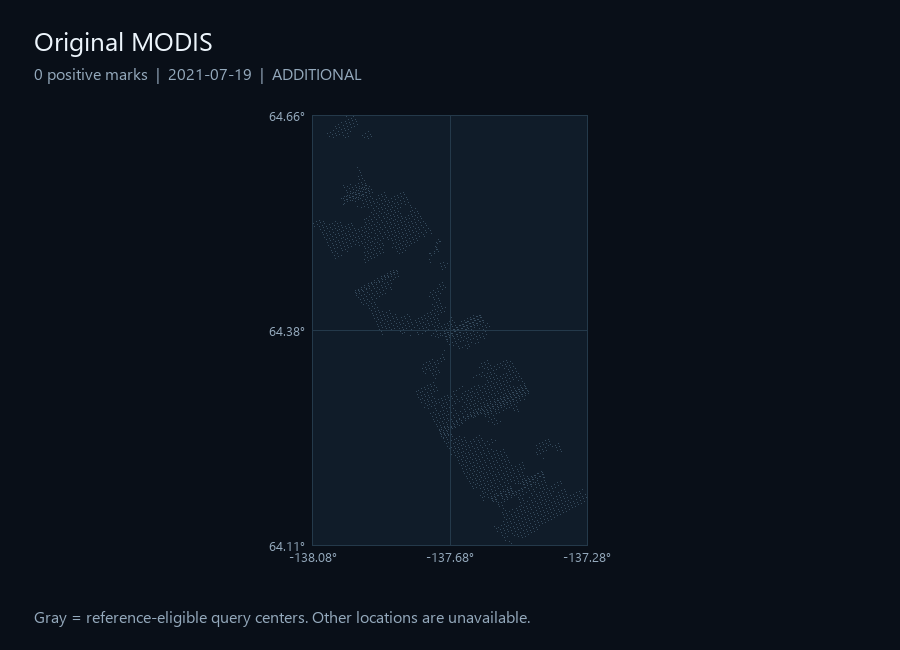 Original MODIS
0 positive marks | 2021-07-19 | ADDITIONAL
64.66°
64.38°
64.11°
-138.08° -137.68° -137.28°
Gray = reference-eligible query centers. Other locations are unavailable.